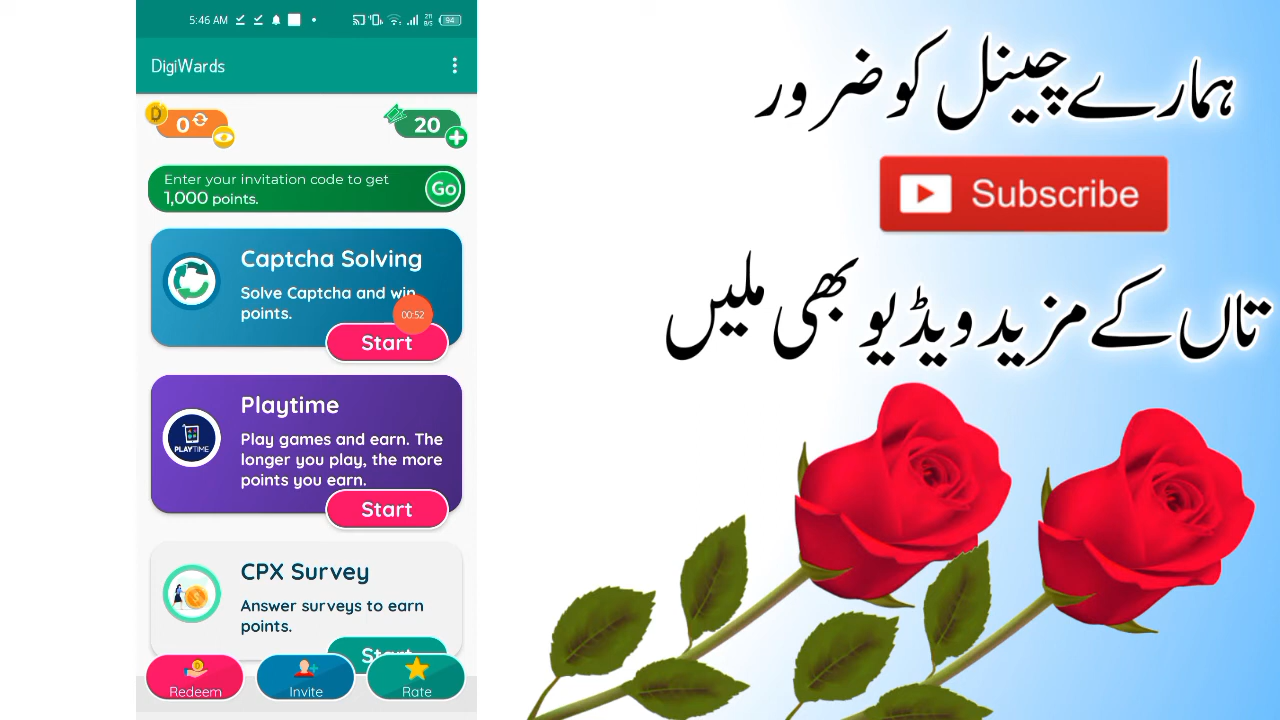 5:46 AM
2П
B/S
94
DigiWards
0
20
Enter your invitation code to get
1,000 points.
Go
Captcha Solving
Solve Captcha and win
points.
00:52
Start
Playtime
PLAYTIME
Play games and earn. The
longer you play, the more
points you earn.
Start
CPX Survey
Answer surveys to earn
points.
Start
Redeem
Invite
Rate
ہمارے چینل کو ضرور
Subscribe
تاں کے مزید ویڈیو بھی ملیں